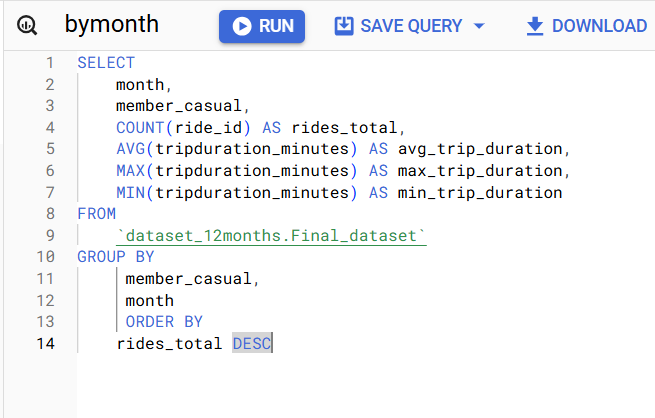 bymonth RUN SAVE QUERY DOWNLOAD
1 SELECT
2 month,
3 member_casual,
4 COUNT(ride_id) AS rides_total,
5 AVG(tripduration_minutes) AS avg_trip_duration,
6 MAX(tripduration_minutes) AS max_trip_duration,
7 MIN(tripduration_minutes) AS min_trip_duration
8 FROM
9 `dataset_12months.Final_dataset`
10 GROUP BY
11 member_casual,
12 month
13 ORDER BY
14 rides_total DESC